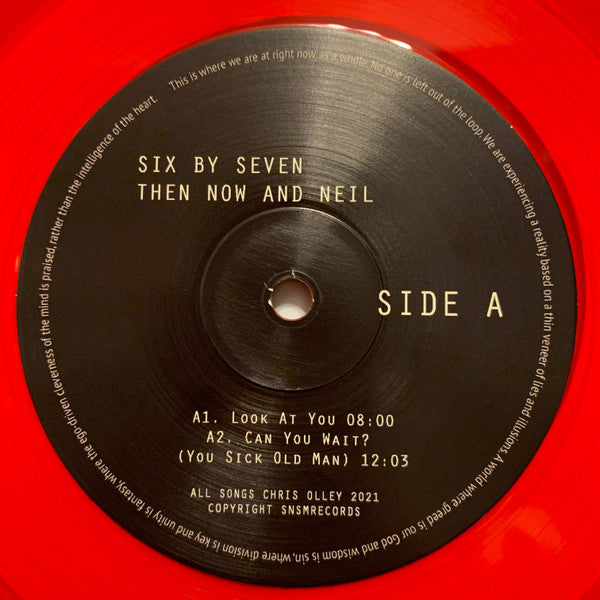 This is where we are at right now, as a whole. No one is left out of the loop. We are experiencing a reality based on a thin veneer of lies and illusions. A world where greed is our God and wisdom is sin, where division is key and unity is fantasy, where the ego-driven cleverness of the mind is praised, rather than the intelligence of the heart.
SIX BY SEVEN
THEN NOW AND NEIL
SIDE A
A1. Look At You 08:00
A2. Can You Wait?
(You Sick Old Man) 12:03
ALL SONGS CHRIS OLLEY 2021
COPYRIGHT SNSMRECORDS